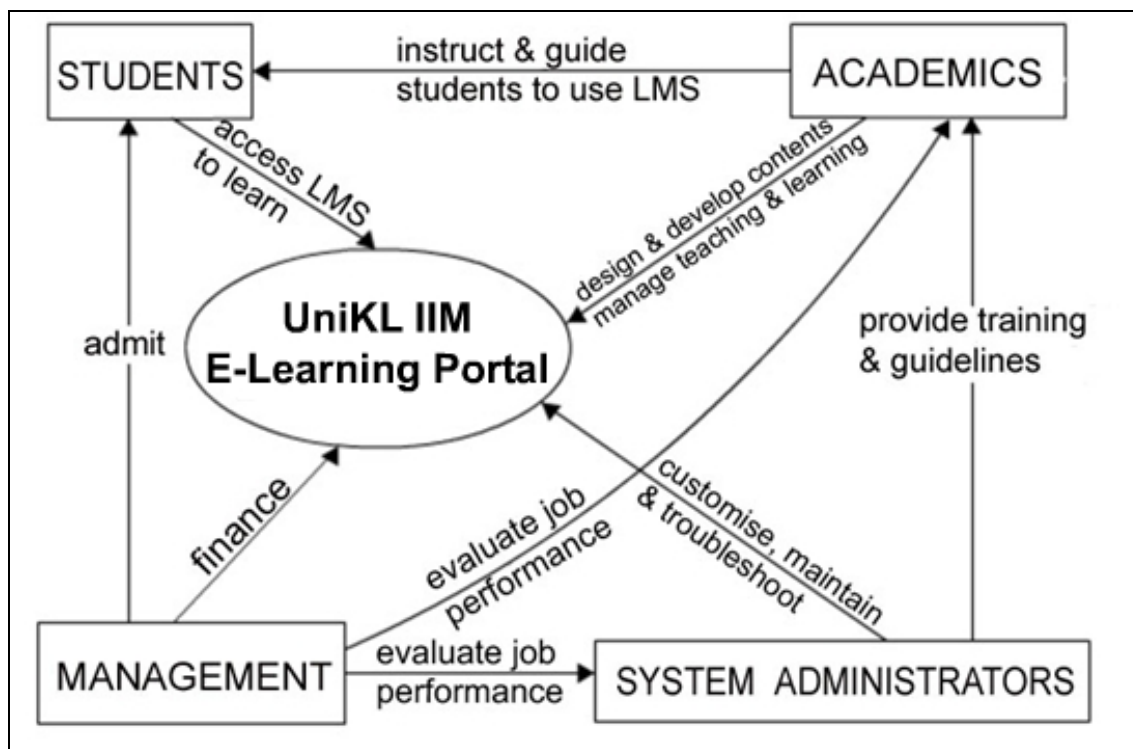 STUDENTS
instruct & guide
students to use LMS
ACADEMICS
access LMS
to learn
design & develop contents
manage teaching & learning
UniKL IIM
E-Learning Portal
admit
provide training
& guidelines
finance
evaluate job
performance
customise, maintain
& troubleshoot
MANAGEMENT
evaluate job
performance
SYSTEM ADMINISTRATORS